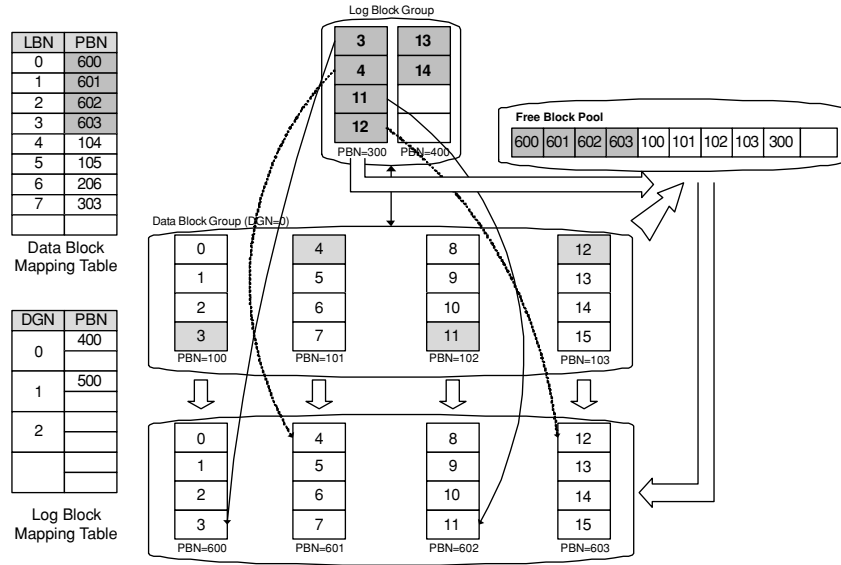 Log Block Group
3 13
4 14
11
12
PBN=300 PBN=400
LBN PBN
0 600
1 601
2 602
3 603
4 104
5 105
6 206
7 303
Data Block
Mapping Table
Free Block Pool
600 601 602 603 100 101 102 103 300
Data Block Group (DGN=0)
0 4 8 12
1 5 9 13
2 6 10 14
3 7 11 15
PBN=100 PBN=101 PBN=102 PBN=103
DGN PBN
0 400
1 500
2
Log Block
Mapping Table
0 4 8 12
1 5 9 13
2 6 10 14
3 7 11 15
PBN=600 PBN=601 PBN=602 PBN=603